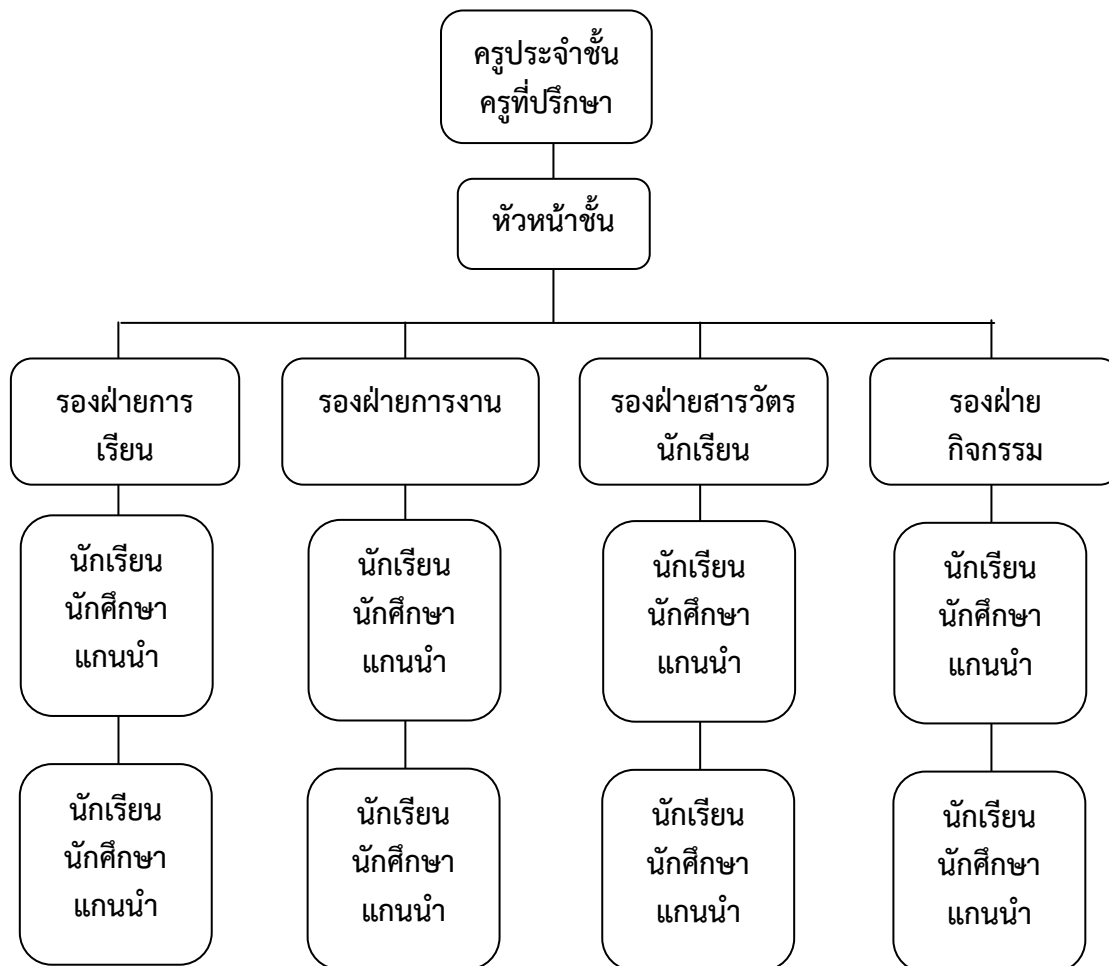 ครูประจำชั้น
ครูที่ปรึกษา
หัวหน้าชั้น
รองฝ่ายการ
เรียน
รองฝ่ายการงาน
รองฝ่ายสารวัตร
นักเรียน
รองฝ่าย
กิจกรรม
นักเรียน
นักศึกษา
แกนนำ
นักเรียน
นักศึกษา
แกนนำ
นักเรียน
นักศึกษา
แกนนำ
นักเรียน
นักศึกษา
แกนนำ
นักเรียน
นักศึกษา
แกนนำ
นักเรียน
นักศึกษา
แกนนำ
นักเรียน
นักศึกษา
แกนนำ
นักเรียน
นักศึกษา
แกนนำ